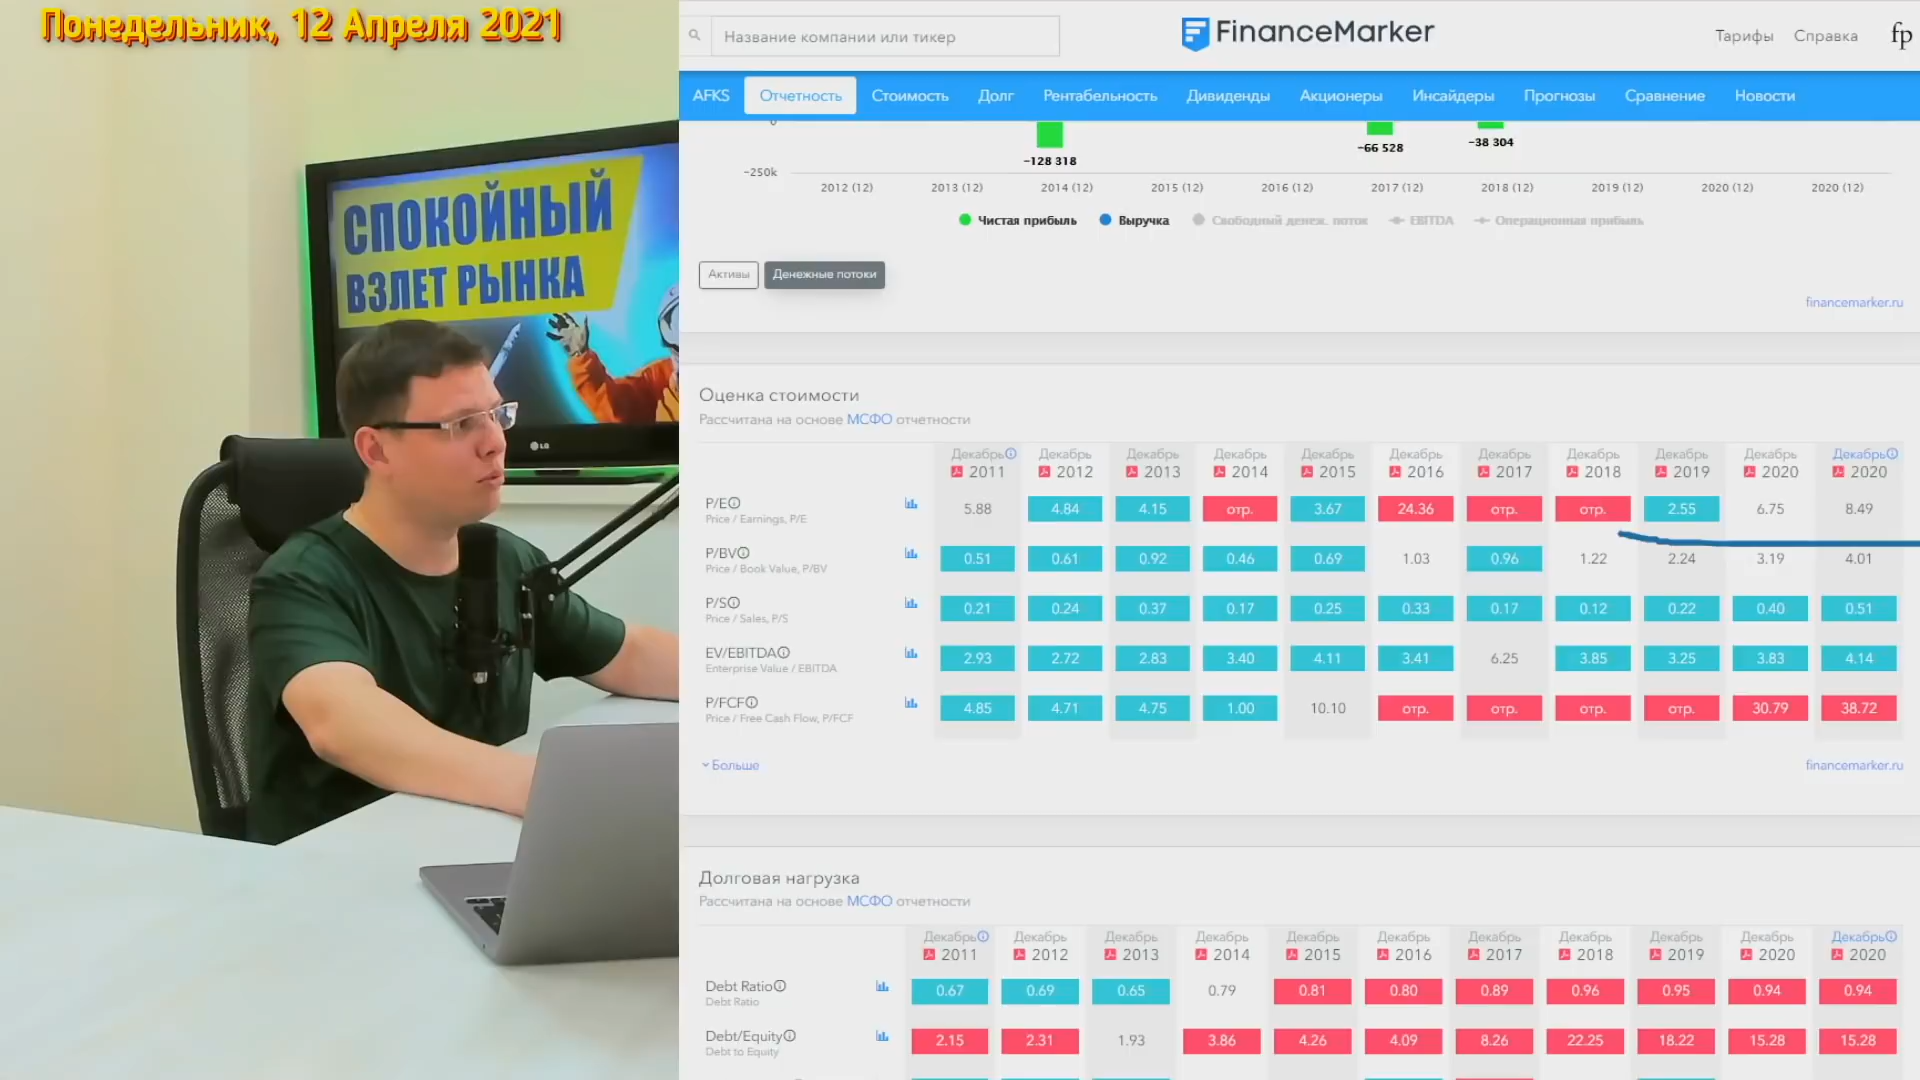 Понедельник, 12 Апреля 2021
СПОКОЙНЫЙ
ВЗЛЕТ РЫНКА
LG
Название компании или тикер
FinanceMarker
Тарифы Справка fp
AFKS Отчетность Стоимость Долг Рентабельность Дивиденды Акционеры Инсайдеры Прогнозы Сравнение Новости
0
-128 318 -66 528 -38 304
-250k
2012 (12) 2013 (12) 2014 (12) 2015 (12) 2016 (12) 2017 (12) 2018 (12) 2019 (12) 2020 (12) 2020 (12)
Чистая прибыль Выручка Свободный денеж. поток EBITDA Операционная прибыль
Активы Денежные потоки
financemarker.ru
Оценка стоимости
Рассчитана на основе МСФО отчетности
Декабрь Декабрь Декабрь Декабрь Декабрь Декабрь Декабрь Декабрь Декабрь Декабрь Декабрь
2011 2012 2013 2014 2015 2016 2017 2018 2019 2020 2020
P/E 5.88 4.84 4.15 отр. 3.67 24.36 отр. отр. 2.55 6.75 8.49
Price / Earnings, P/E
P/BV 0.51 0.61 0.92 0.46 0.69 1.03 0.96 1.22 2.24 3.19 4.01
Price / Book Value, P/BV
P/S 0.21 0.24 0.37 0.17 0.25 0.33 0.17 0.12 0.22 0.40 0.51
Price / Sales, P/S
EV/EBITDA 2.93 2.72 2.83 3.40 4.11 3.41 6.25 3.85 3.25 3.83 4.14
Enterprise Value / EBITDA
P/FCF 4.85 4.71 4.75 1.00 10.10 отр. отр. отр. отр. 30.79 38.72
Price / Free Cash Flow, P/FCF
Больше
financemarker.ru
Долговая нагрузка
Рассчитана на основе МСФО отчетности
Декабрь Декабрь Декабрь Декабрь Декабрь Декабрь Декабрь Декабрь Декабрь Декабрь Декабрь
2011 2012 2013 2014 2015 2016 2017 2018 2019 2020 2020
Debt Ratio 0.67 0.69 0.65 0.79 0.81 0.80 0.89 0.96 0.95 0.94 0.94
Debt Ratio
Debt/Equity 2.15 2.31 1.93 3.86 4.26 4.09 8.26 22.25 18.22 15.28 15.28
Debt to Equity